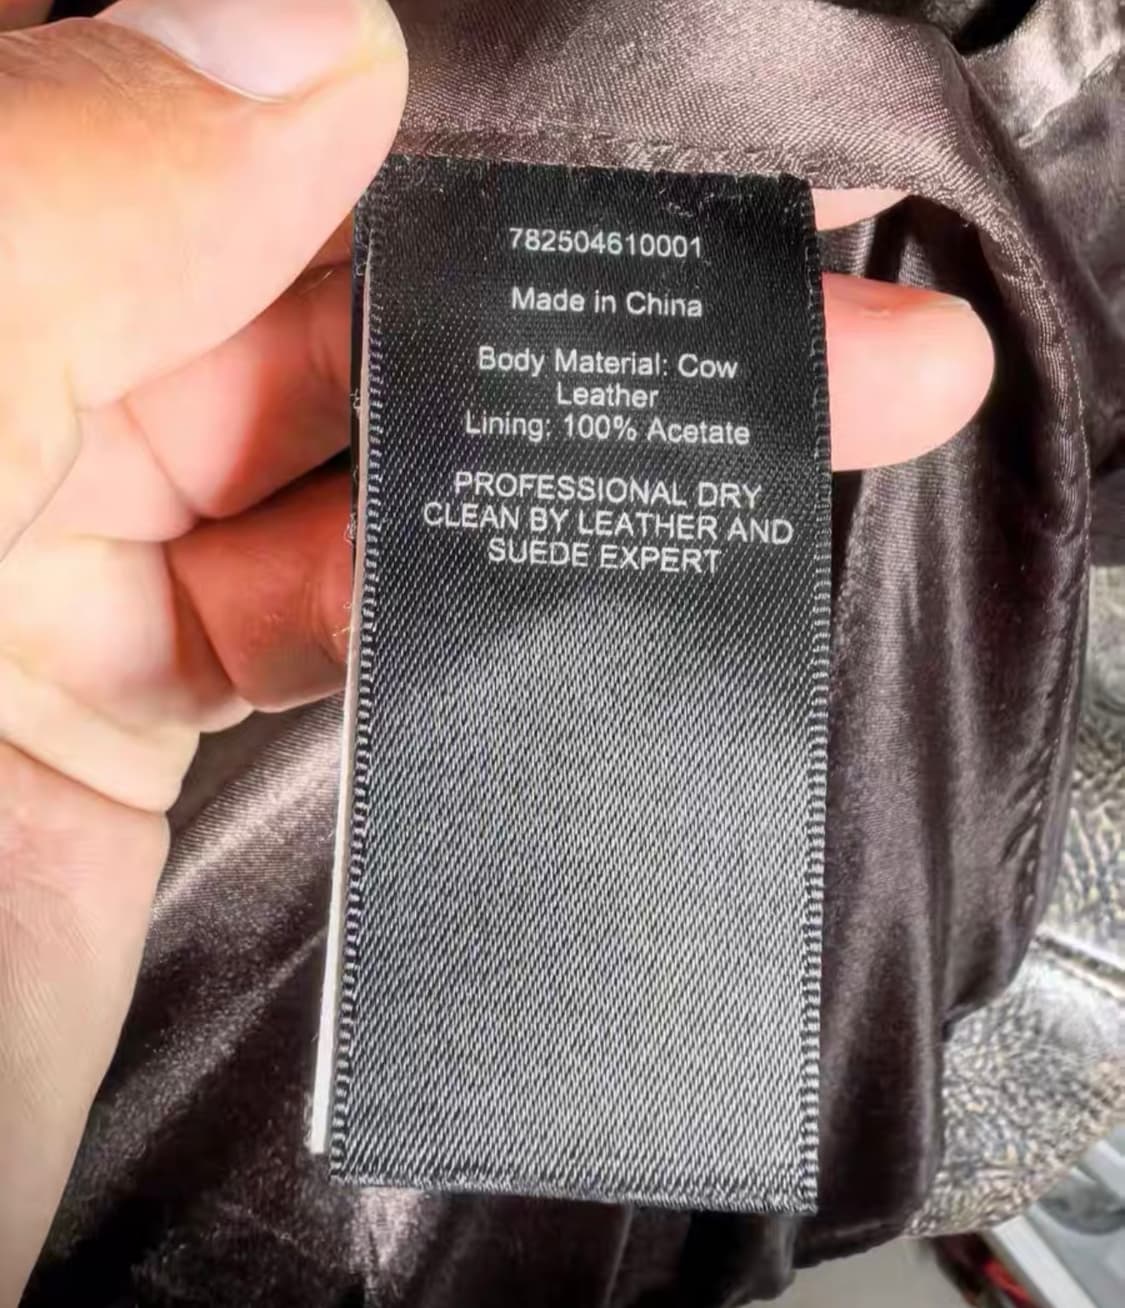 782504610001
Made in China
Body Material: Cow
Leather
Lining: 100% Acetate
PROFESSIONAL DRY
CLEAN BY LEATHER AND
SUEDE EXPERT